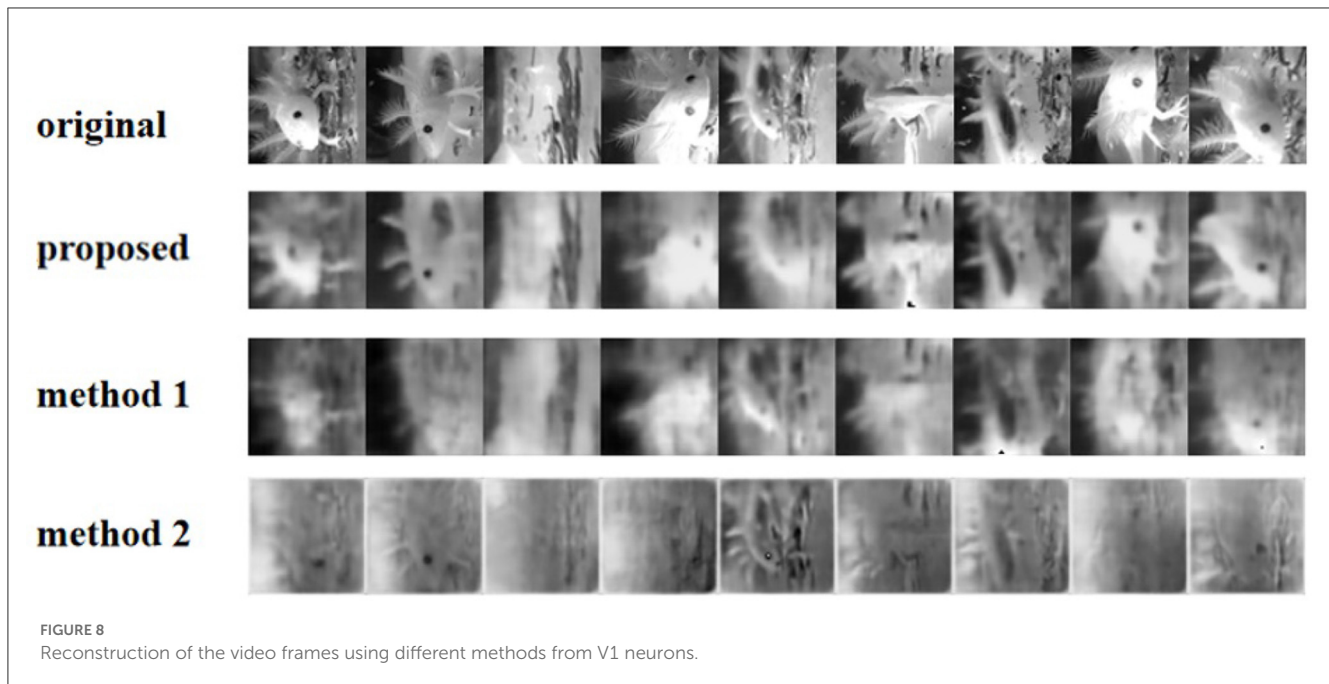 original
proposed
method 1
method 2
FIGURE 8
Reconstruction of the video frames using different methods from V1 neurons.